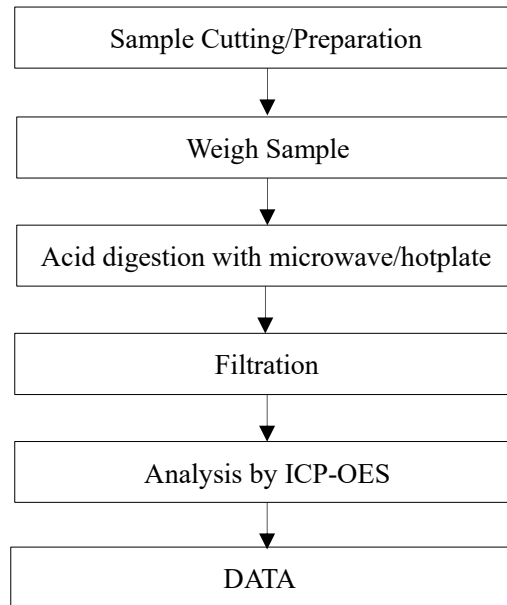 Sample Cutting/Preparation
Weigh Sample
Acid digestion with microwave/hotplate
Filtration
Analysis by ICP-OES
DATA